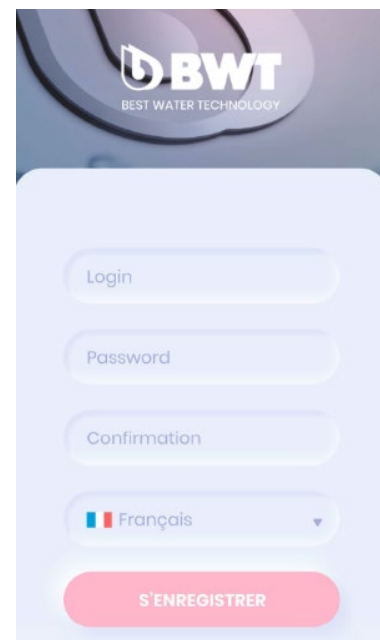 BWT
BEST WATER TECHNOLOGY
Login
Password
Confirmation
Français
S'ENREGISTRER